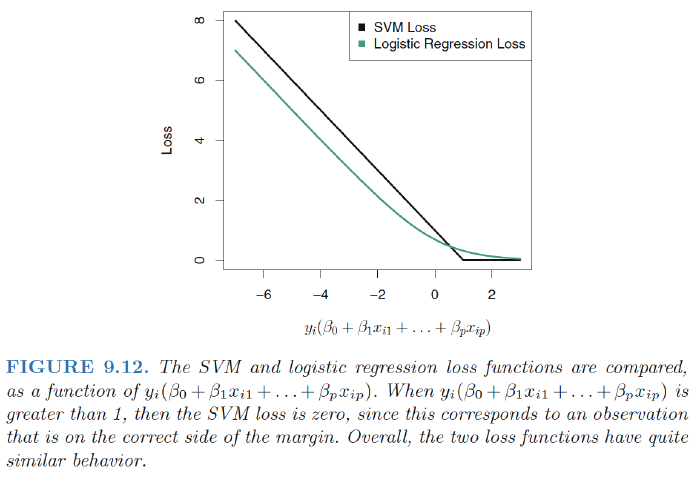 8
6
4
2
0
Loss
SVM Loss
Logistic Regression Loss
−6 −4 −2 0 2
yᵢ(β₀ + β₁xᵢ₁ + . . . + βₚxᵢₚ)
FIGURE 9.12. The SVM and logistic regression loss functions are compared,
as a function of yᵢ(β₀ + β₁xᵢ₁ + . . . + βₚxᵢₚ). When yᵢ(β₀ + β₁xᵢ₁ + . . . + βₚxᵢₚ) is
greater than 1, then the SVM loss is zero, since this corresponds to an observation
that is on the correct side of the margin. Overall, the two loss functions have quite
similar behavior.